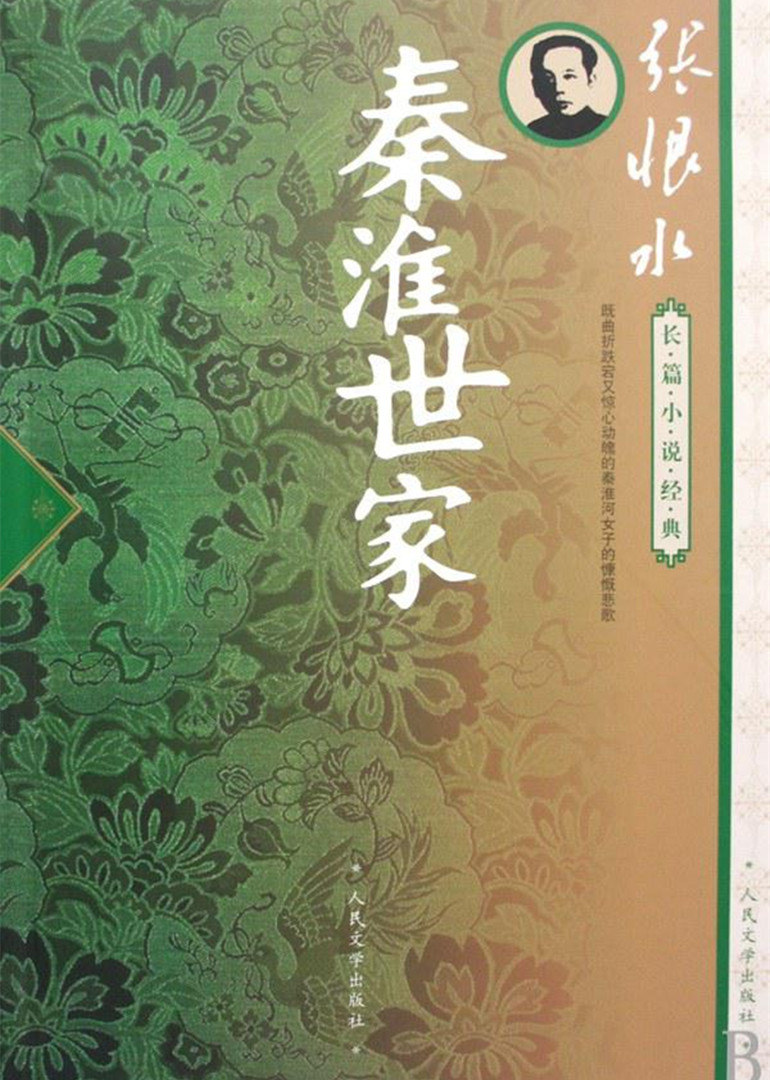 张恨水
长·篇·小·说·经·典
既曲折跌宕又惊心动魄的秦淮河女子的慷慨悲歌
秦淮世家
人民文学出版社
人民文学出版社
B